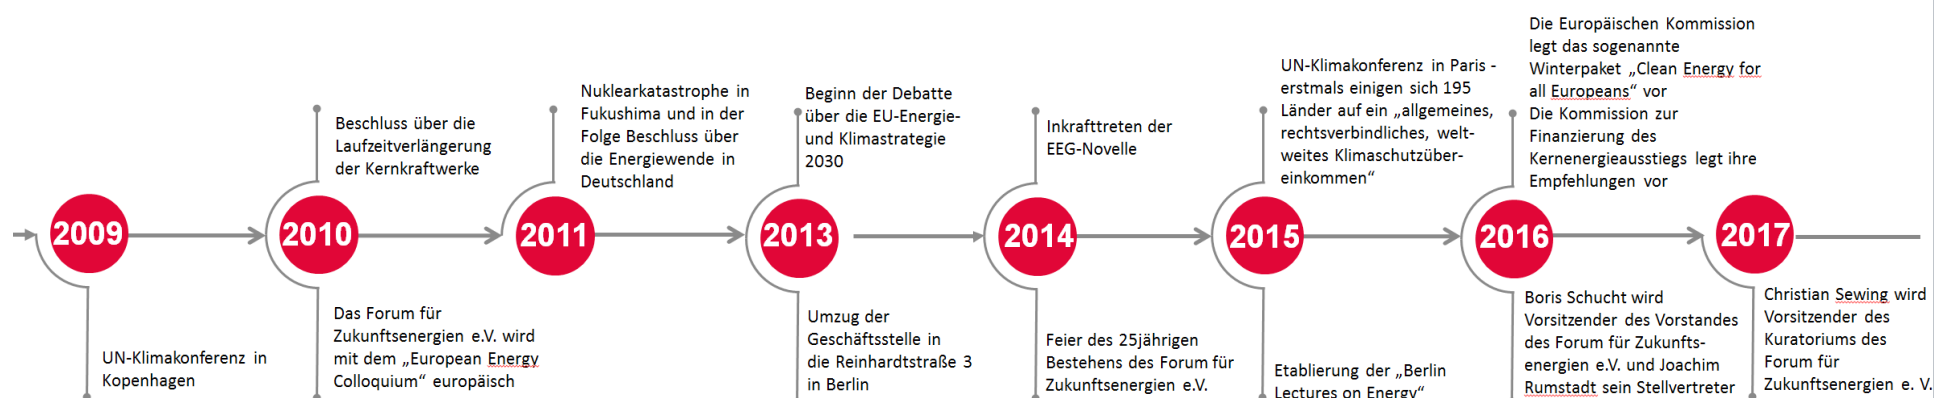 2009
UN-Klimakonferenz in
Kopenhagen
Beschluss über die
Laufzeitverlängerung
der Kernkraftwerke
2010
Das Forum für
Zukunftsenergien e.V. wird
mit dem „European Energy
Colloquium“ europäisch
Nuklearkatastrophe in
Fukushima und in der
Folge Beschluss über
die Energiewende in
Deutschland
2011
Beginn der Debatte
über die EU-Energie-
und Klimastrategie
2030
2013
Umzug der
Geschäftsstelle in
die Reinhardtstraße 3
in Berlin
Inkrafttreten der
EEG-Novelle
2014
Feier des 25jährigen
Bestehens des Forum für
Zukunftsenergien e.V.
UN-Klimakonferenz in Paris -
erstmals einigen sich 195
Länder auf ein „allgemeines,
rechtsverbindliches, welt-
weites Klimaschutzüber-
einkommen“
2015
Etablierung der „Berlin
Lectures on Energy“
Die Europäischen Kommission
legt das sogenannte
Winterpaket „Clean Energy for
all Europeans“ vor
Die Kommission zur
Finanzierung des
Kernenergieausstiegs legt ihre
Empfehlungen vor
2016
Boris Schucht wird
Vorsitzender des Vorstandes
des Forum für Zukunfts-
energien e.V. und Joachim
Rumstadt sein Stellvertreter
2017
Christian Sewing wird
Vorsitzender des
Kuratoriums des
Forum für
Zukunftsenergien e. V.